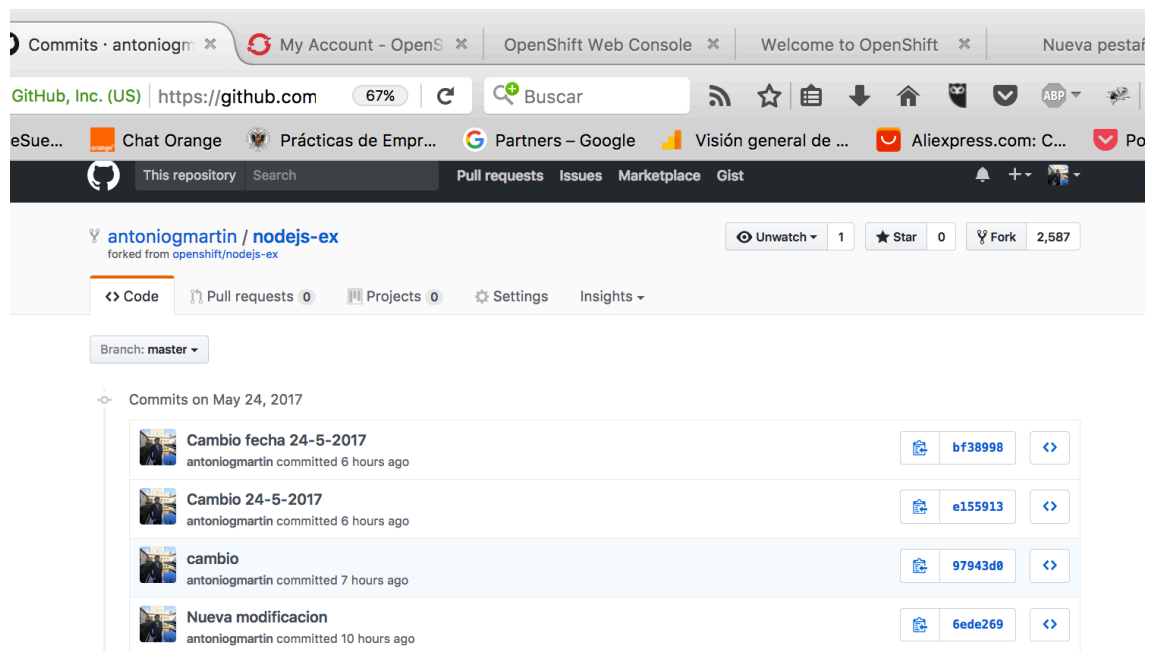 Commits · antoniogm
My Account - OpenS
OpenShift Web Console
Welcome to OpenShift
Nueva pestañ
GitHub, Inc. (US)
https://github.com
67%
Buscar
ABP
eSue...
Chat Orange
Prácticas de Empr...
Partners – Google
Visión general de ...
Aliexpress.com: C...
Po
This repository
Search
Pull requests
Issues
Marketplace
Gist
antoniogmartin / nodejs-ex
Unwatch
1
Star
0
Fork
2,587
forked from openshift/nodejs-ex
Code
Pull requests 0
Projects 0
Settings
Insights
Branch: master
Commits on May 24, 2017
Cambio fecha 24-5-2017
antoniogmartin committed 6 hours ago
bf38998
Cambio 24-5-2017
antoniogmartin committed 6 hours ago
e155913
cambio
antoniogmartin committed 7 hours ago
97943d0
Nueva modificacion
antoniogmartin committed 10 hours ago
6ede269